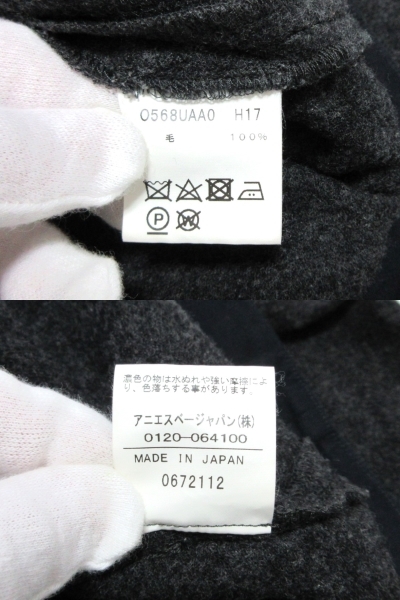 O568UAAO H17
毛 100%
P
W
濃色の物は水ぬれや強い摩擦によ
り、色落ちする事があります。
アニエスベージャパン(株)
0120-064100
MADE IN JAPAN
0672112